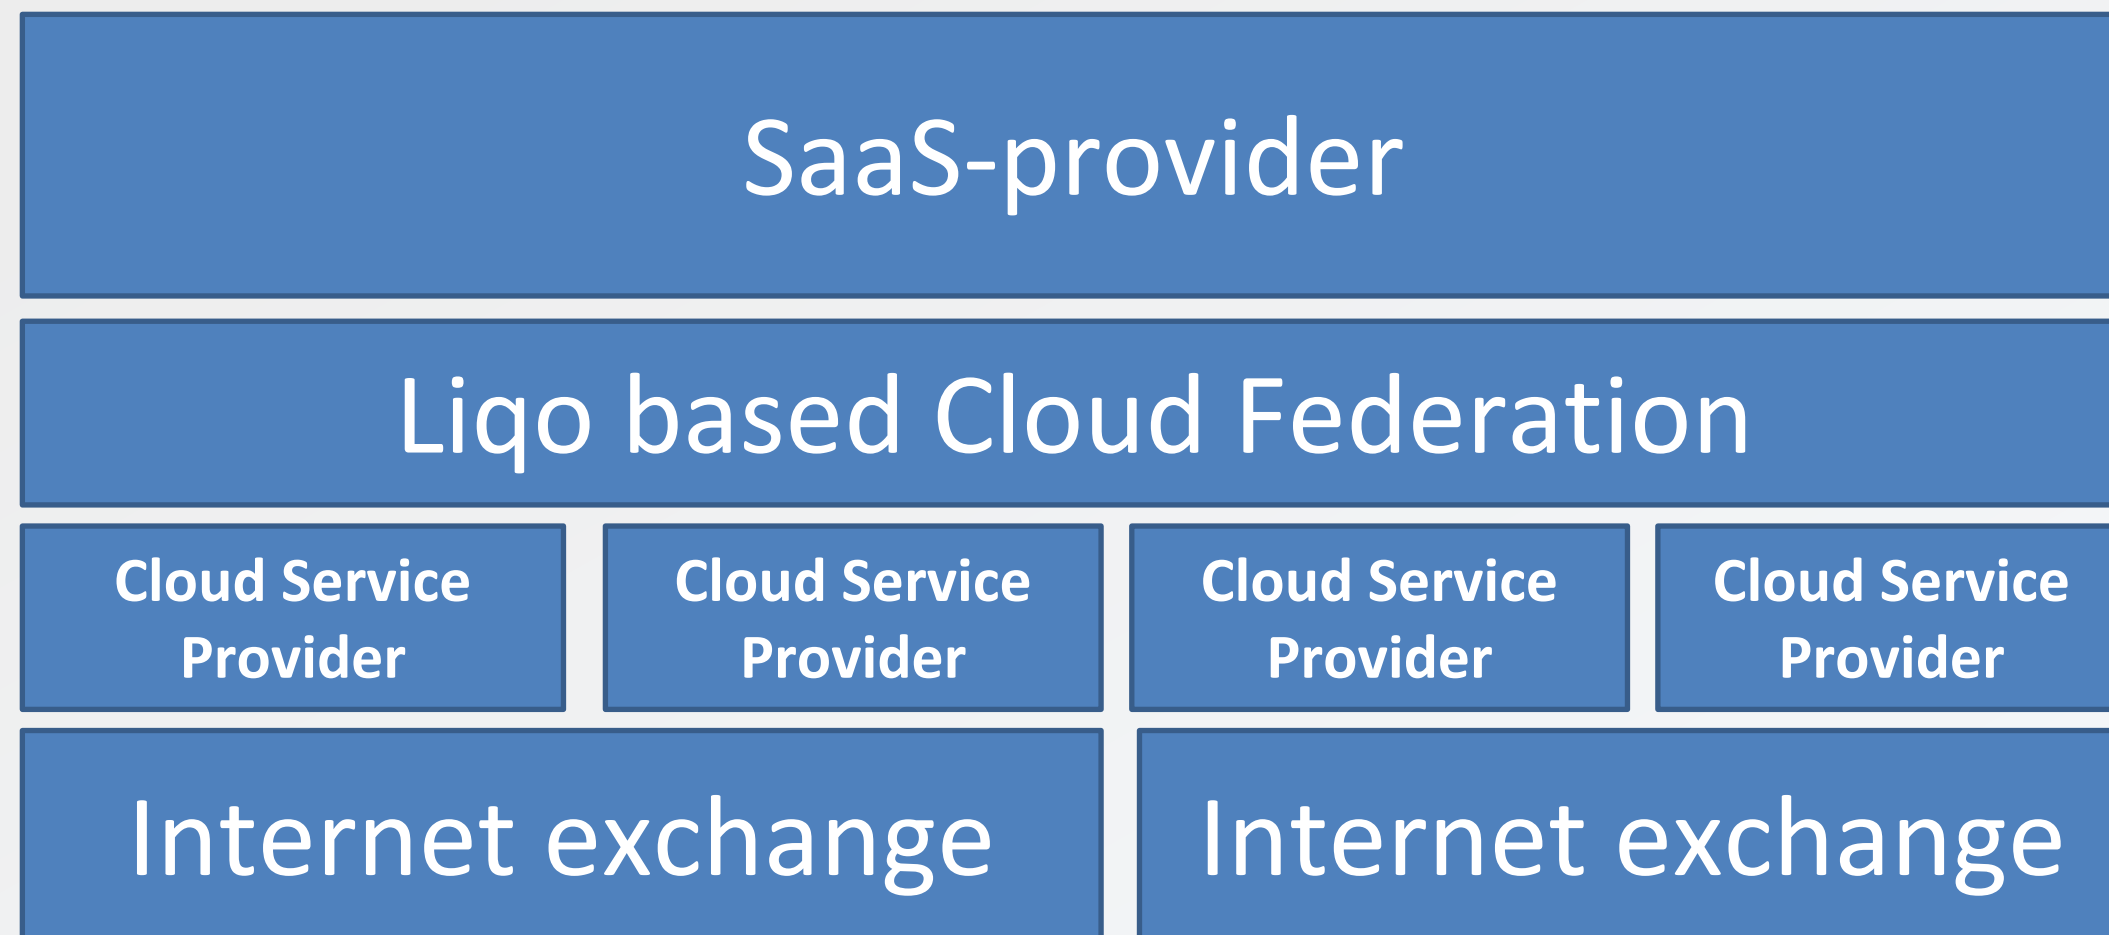 SaaS-provider
Liqo based Cloud Federation
Cloud Service
Provider
Cloud Service
Provider
Cloud Service
Provider
Cloud Service
Provider
Internet exchange
Internet exchange